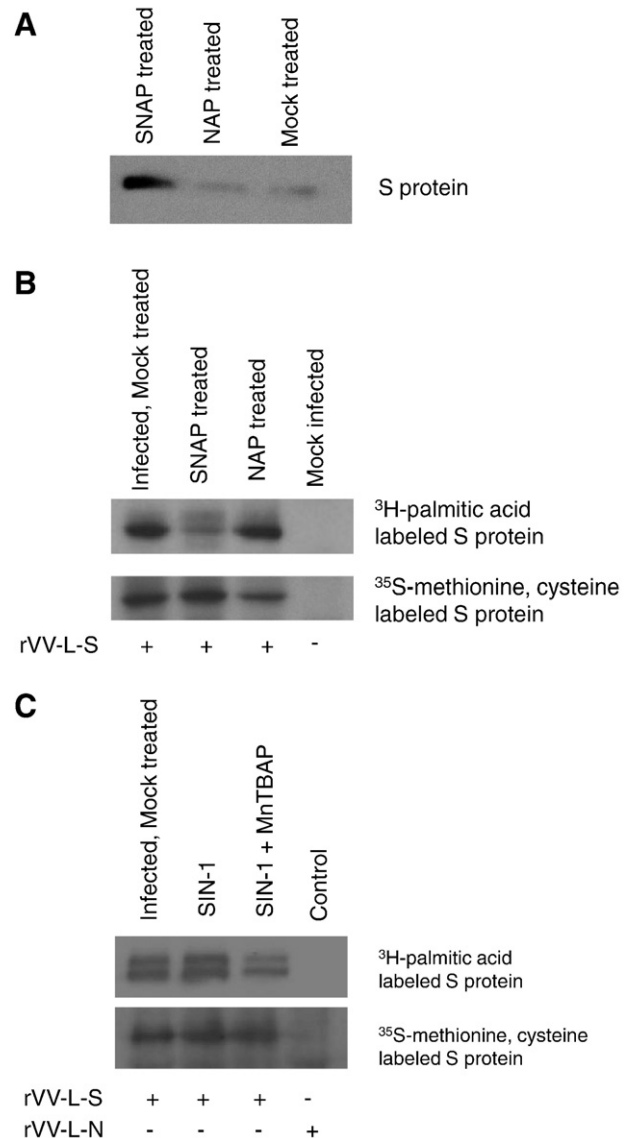 A
SNAP treated
NAP treated
Mock treated
S protein
B
Infected, Mock treated
SNAP treated
NAP treated
Mock infected
³H-palmitic acid
labeled S protein
³⁵S-methionine, cysteine
labeled S protein
rVV-L-S + + + -
C
Infected, Mock treated
SIN-1
SIN-1 + MnTBAP
Control
³H-palmitic acid
labeled S protein
³⁵S-methionine, cysteine
labeled S protein
rVV-L-S + + + -
rVV-L-N - - - +